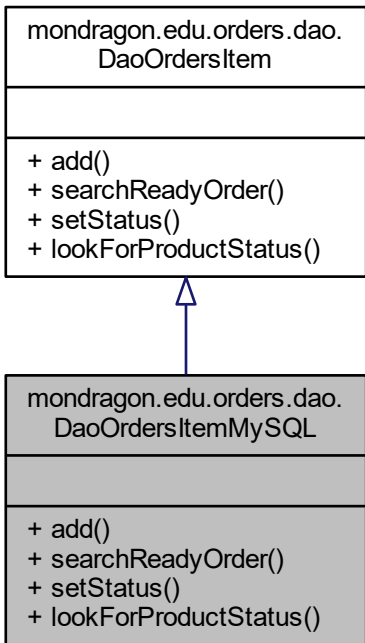 mondragon.edu.orders.dao.
DaoOrdersItem
+ add()
+ searchReadyOrder()
+ setStatus()
+ lookForProductStatus()
mondragon.edu.orders.dao.
DaoOrdersItemMySQL
+ add()
+ searchReadyOrder()
+ setStatus()
+ lookForProductStatus()